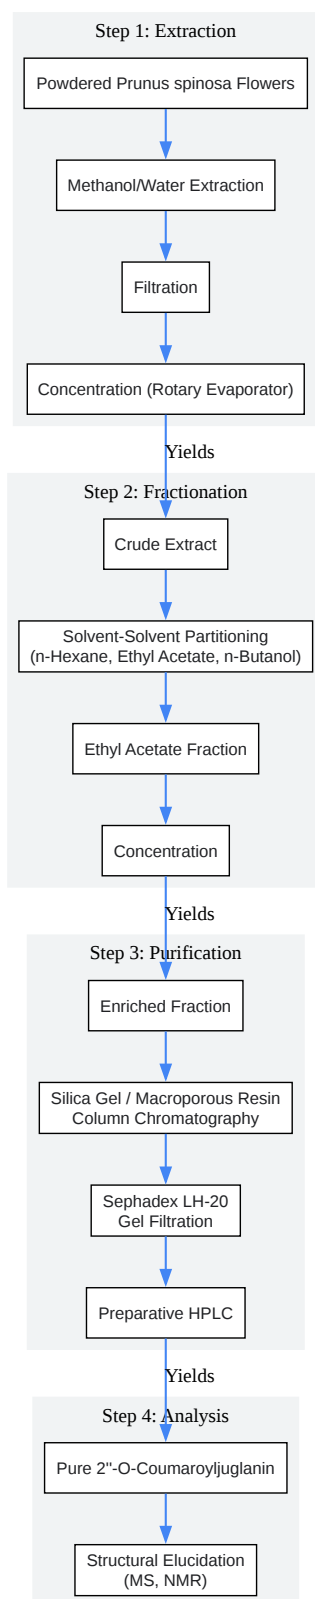 Step 1: Extraction
Powdered Prunus spinosa Flowers
Methanol/Water Extraction
Filtration
Concentration (Rotary Evaporator)
Yields
Step 2: Fractionation
Crude Extract
Solvent-Solvent Partitioning
(n-Hexane, Ethyl Acetate, n-Butanol)
Ethyl Acetate Fraction
Concentration
Yields
Step 3: Purification
Enriched Fraction
Silica Gel / Macroporous Resin
Column Chromatography
Sephadex LH-20
Gel Filtration
Preparative HPLC
Yields
Step 4: Analysis
Pure 2''-O-Coumaroyljuglanin
Structural Elucidation
(MS, NMR)